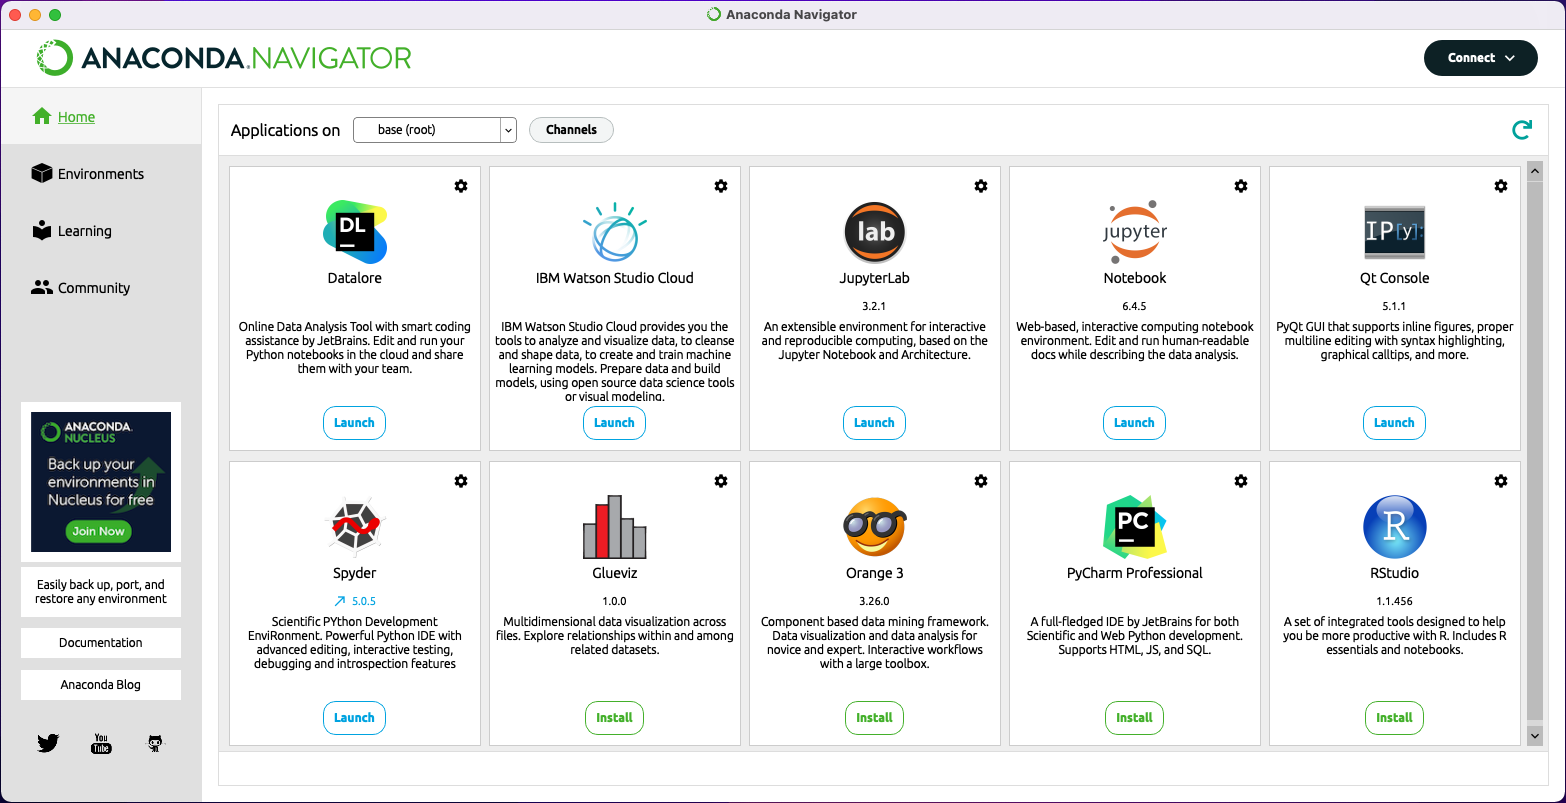 Anaconda Navigator
ANACONDA.NAVIGATOR
Connect
Home
Environments
Learning
Community
ANACONDA.
NUCLEUS
Back up your
environments in
Nucleus for free
Join Now
Easily back up, port, and
restore any environment
Documentation
Anaconda Blog
You
Tube
Applications on
base (root)
Channels
DL
Datalore
Online Data Analysis Tool with smart coding
assistance by JetBrains. Edit and run your
Python notebooks in the cloud and share
them with your team.
Launch
IBM Watson Studio Cloud
IBM Watson Studio Cloud provides you the
tools to analyze and visualize data, to cleanse
and shape data, to create and train machine
learning models. Prepare data and build
models, using open source data science tools
or visual modeling.
Launch
lab
JupyterLab
3.2.1
An extensible environment for interactive
and reproducible computing, based on the
Jupyter Notebook and Architecture.
Launch
jupyter
Notebook
6.4.5
Web-based, interactive computing notebook
environment. Edit and run human-readable
docs while describing the data analysis.
Launch
IP[y]:
Qt Console
5.1.1
PyQt GUI that supports inline figures, proper
multiline editing with syntax highlighting,
graphical calltips, and more.
Launch
Spyder
5.0.5
Scientific PYthon Development
EnviRonment. Powerful Python IDE with
advanced editing, interactive testing,
debugging and introspection features
Launch
Glueviz
1.0.0
Multidimensional data visualization across
files. Explore relationships within and among
related datasets.
Install
Orange 3
3.26.0
Component based data mining framework.
Data visualization and data analysis for
novice and expert. Interactive workflows
with a large toolbox.
Install
PC
PyCharm Professional
A full-fledged IDE by JetBrains for both
Scientific and Web Python development.
Supports HTML, JS, and SQL.
Install
R
RStudio
1.1.456
A set of integrated tools designed to help
you be more productive with R. Includes R
essentials and notebooks.
Install